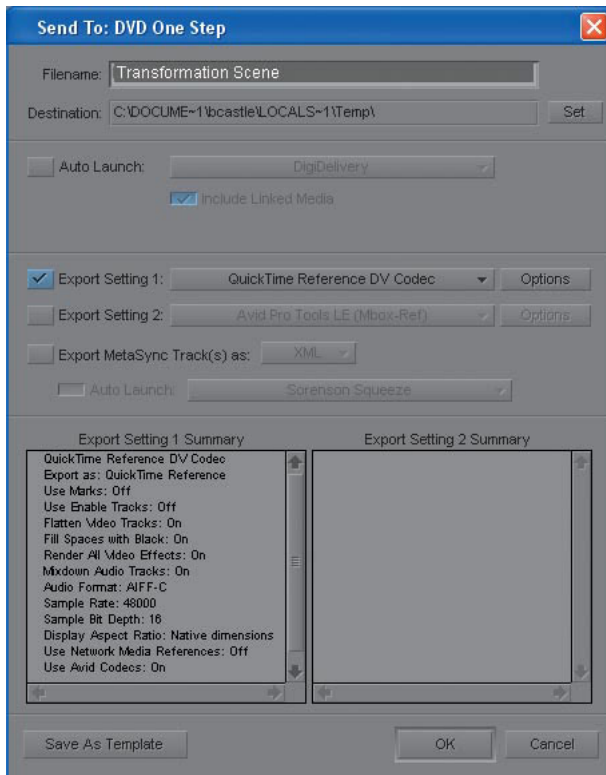 Send To: DVD One Step
Filename: Transformation Scene
Destination: C:\DOCUME~1\bcastle\LOCALS~1\Temp\ Set
Auto Launch: DigiDelivery
Include Linked Media
Export Setting 1: QuickTime Reference DV Codec Options
Export Setting 2: Avid Pro Tools LE (Mbox-Ref) Options
Export MetaSync Track(s) as: XML
Auto Launch: Sorenson Squeeze
Export Setting 1 Summary
QuickTime Reference DV Codec
Export as: QuickTime Reference
Use Marks: Off
Use Enable Tracks: Off
Flatten Video Tracks: On
Fill Spaces with Black: On
Render All Video Effects: On
Mixdown Audio Tracks: On
Audio Format: AIFF-C
Sample Rate: 48000
Sample Bit Depth: 16
Display Aspect Ratio: Native dimensions
Use Network Media References: Off
Use Avid Codecs: On
Export Setting 2 Summary
Save As Template OK Cancel